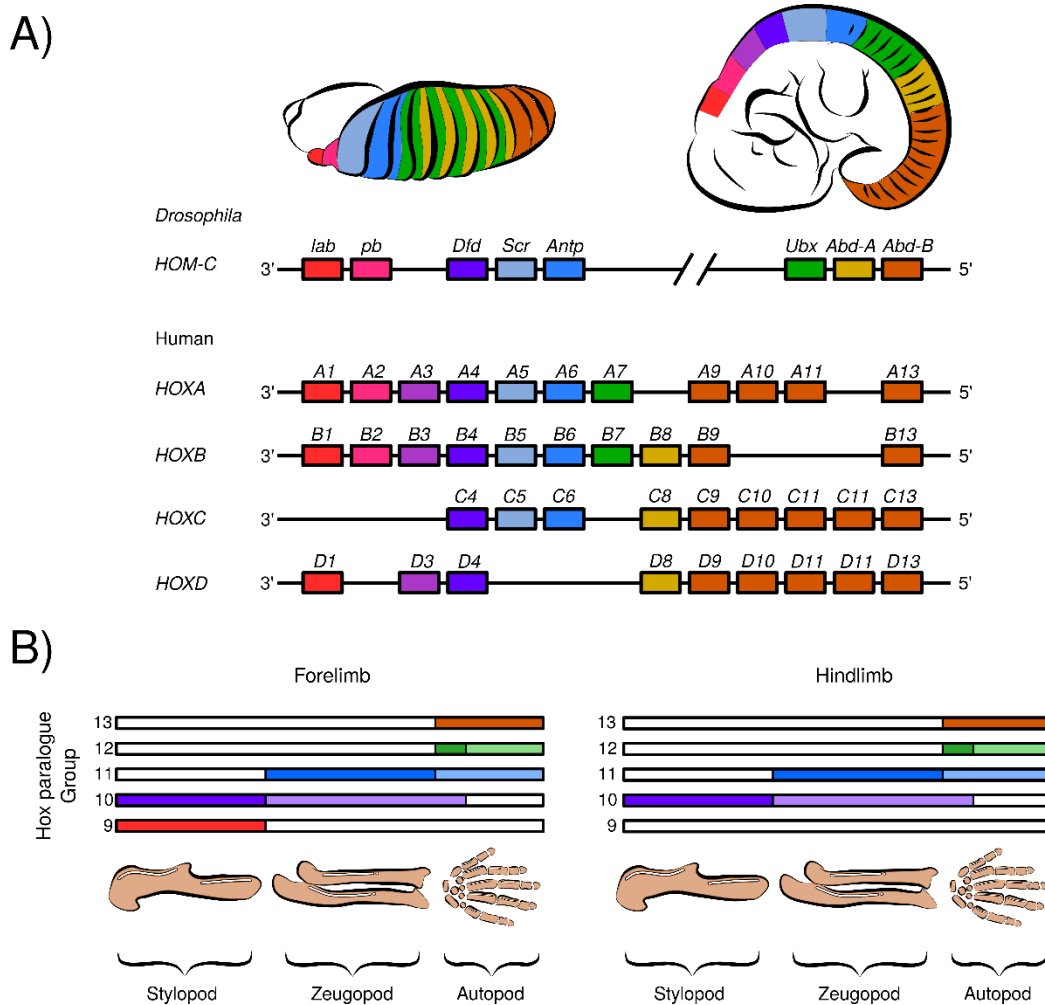 A)
Drosophila
lab pb Dfd Scr Antp Ubx Abd-A Abd-B
HOM-C 3' 5'
Human
A1 A2 A3 A4 A5 A6 A7 A9 A10 A11 A13
HOXA 3' 5'
B1 B2 B3 B4 B5 B6 B7 B8 B9 B13
HOXB 3' 5'
C4 C5 C6 C8 C9 C10 C11 C11 C13
HOXC 3' 5'
D1 D3 D4 D8 D9 D10 D11 D11 D13
HOXD 3' 5'
B)
Forelimb Hindlimb
Hox paralogue
Group
13 13
12 12
11 11
10 10
9 9
Stylopod Zeugopod Autopod Stylopod Zeugopod Autopod